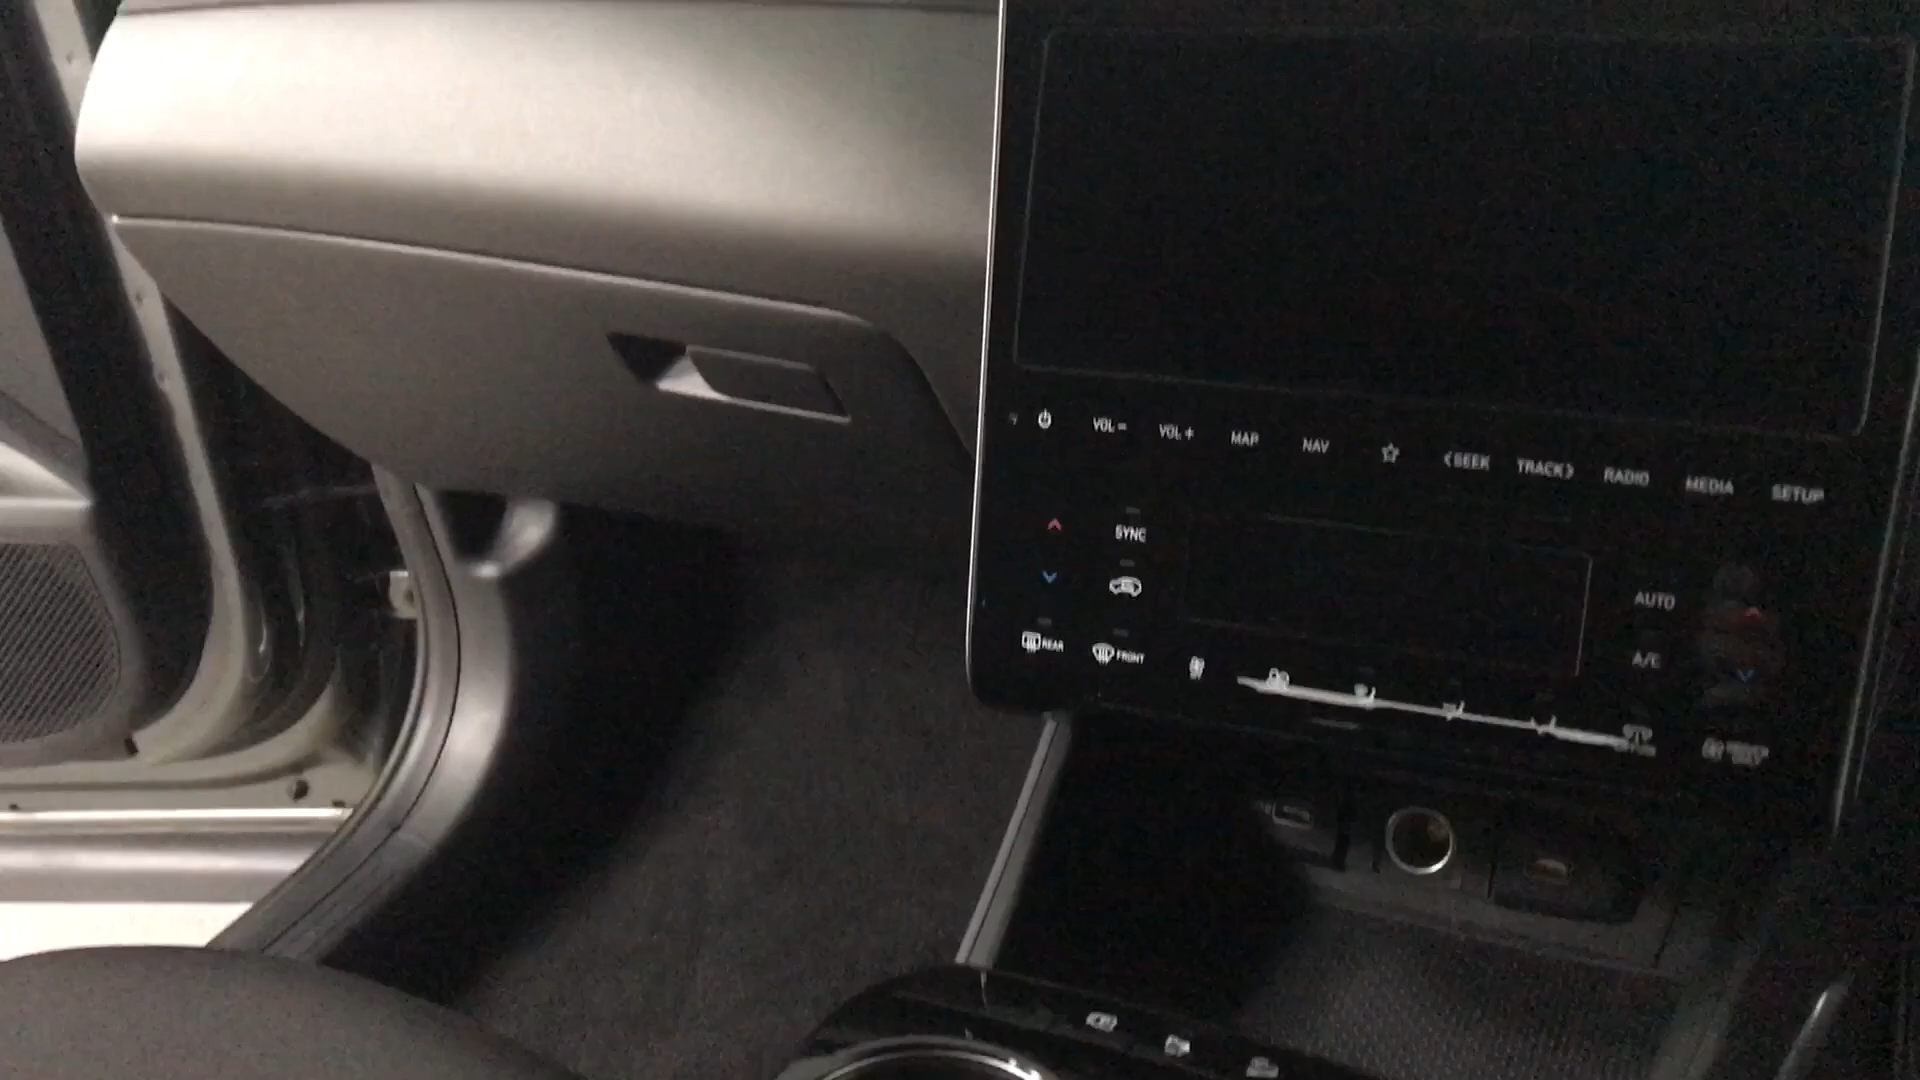 VOL – VOL + MAP NAV ‹ SEEK TRACK › RADIO MEDIA SETUP
SYNC
AUTO
REAR FRONT A/C